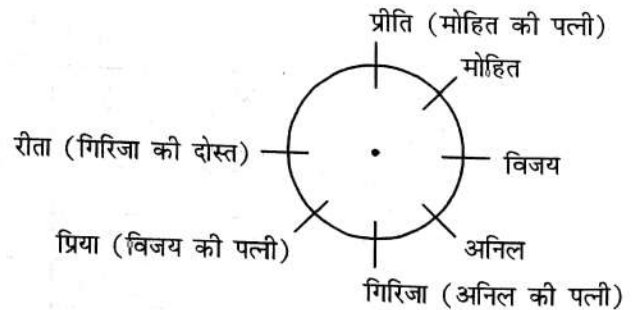 प्रीति (मोहित की पत्नी)
मोहित
रीता (गिरिजा की दोस्त)
विजय
प्रिया (विजय की पत्नी)
अनिल
गिरिजा (अनिल की पत्नी)